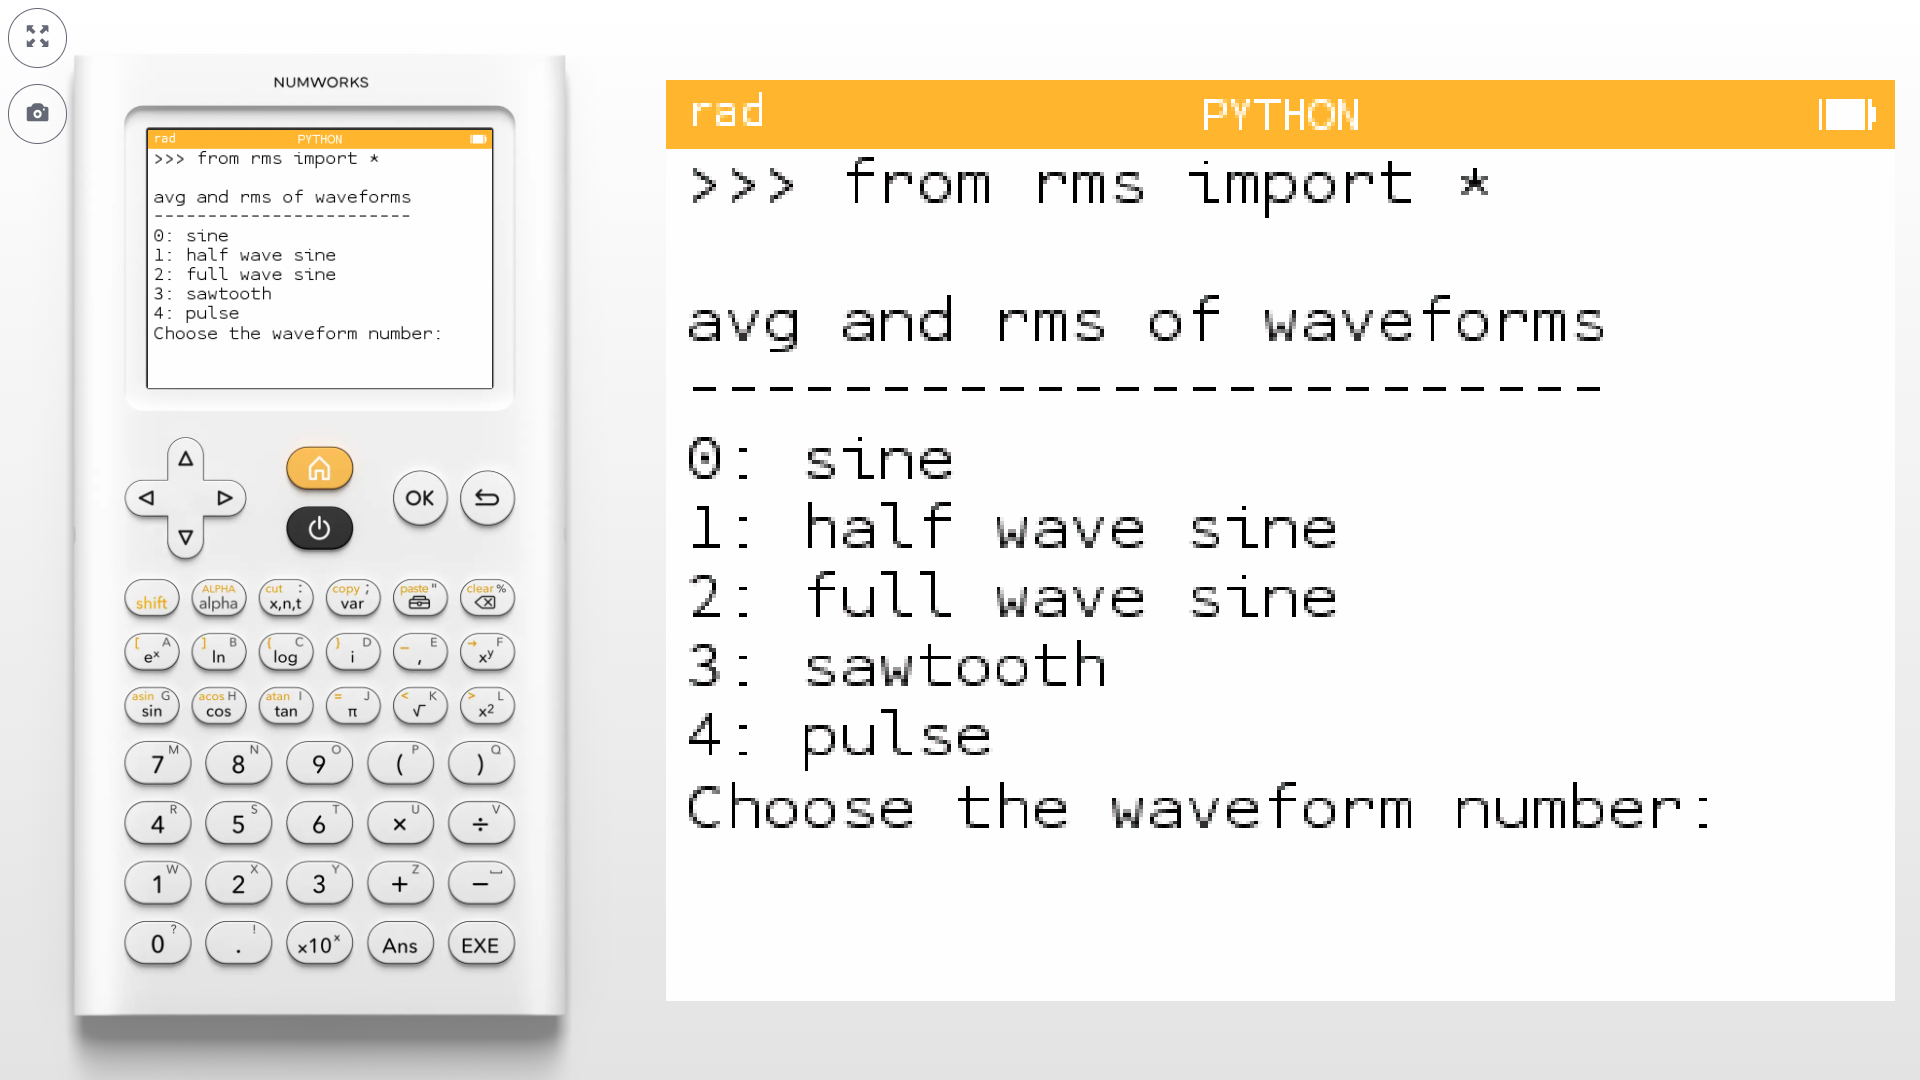 NUMWORKS
rad PYTHON
>>> from rms import *
avg and rms of waveforms
------------------------
0: sine
1: half wave sine
2: full wave sine
3: sawtooth
4: pulse
Choose the waveform number:
OK
shift
ALPHA alpha
cut : x,n,t
copy ; var
paste "
clear %
[ A eˣ
] B ln
{ C log
} D i
_ E ,
→ F xʸ
asin G sin
acos H cos
atan I tan
= J π
< K √
> L x²
M 7
N 8
O 9
P (
Q )
R 4
S 5
T 6
U ×
V ÷
W 1
X 2
Y 3
Z +
␣ −
? 0
! .
×10ˣ
Ans
EXE
rad PYTHON
>>> from rms import *
avg and rms of waveforms
------------------------
0: sine
1: half wave sine
2: full wave sine
3: sawtooth
4: pulse
Choose the waveform number: